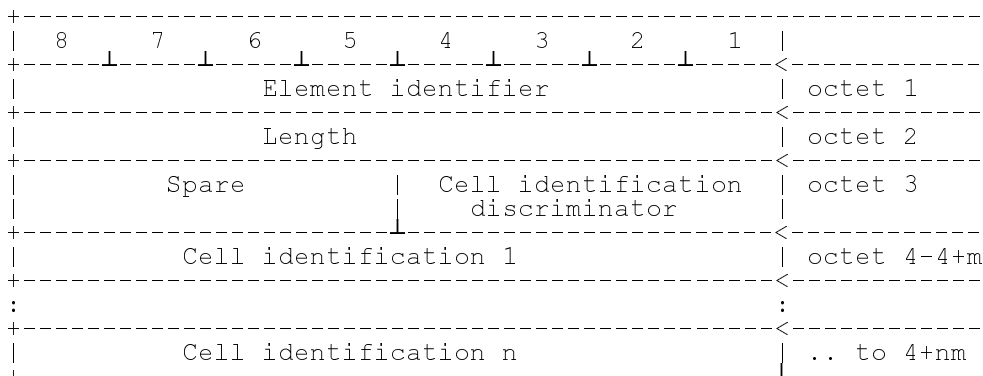 8 7 6 5 4 3 2 1
Element identifier octet 1
Length octet 2
Spare Cell identification octet 3
discriminator
Cell identification 1 octet 4-4+m
: :
Cell identification n .. to 4+nm